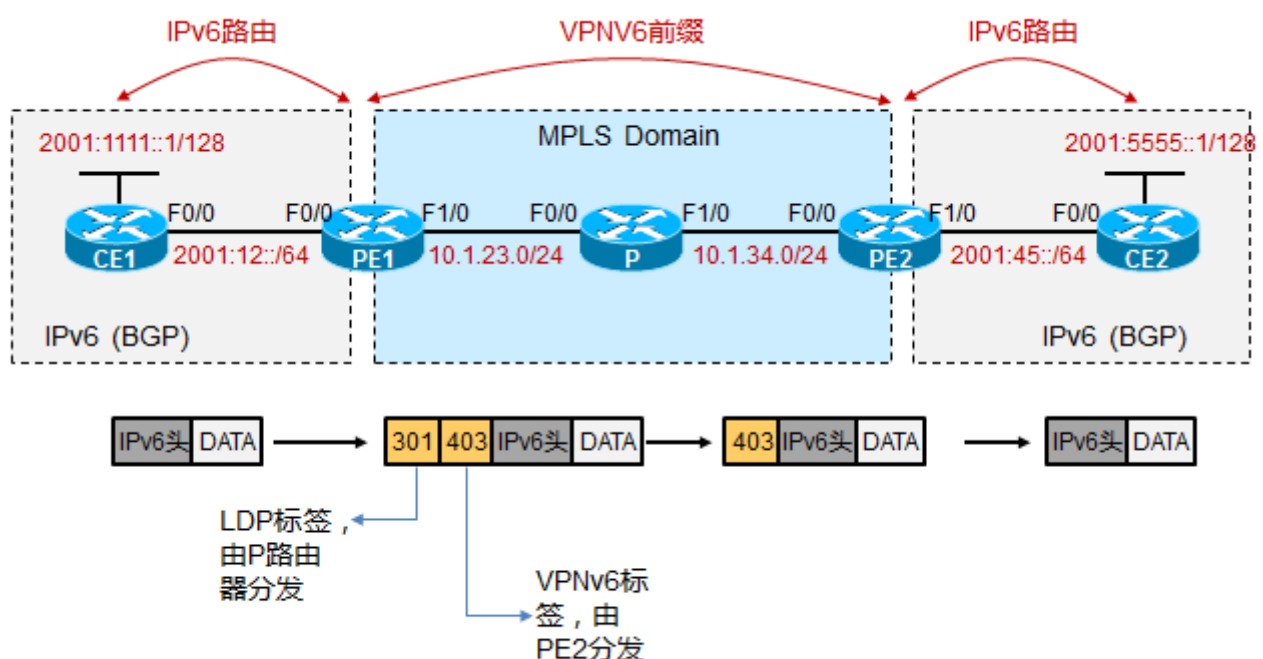 IPv6路由 VPNV6前缀 IPv6路由
2001:1111::1/128 MPLS Domain 2001:5555::1/128
F0/0 F0/0 F1/0 F0/0 F1/0 F0/0 F1/0 F0/0
CE1 2001:12::/64 PE1 10.1.23.0/24 P 10.1.34.0/24 PE2 2001:45::/64 CE2
IPv6 (BGP) IPv6 (BGP)
IPv6头 DATA 301 403 IPv6头 DATA 403 IPv6头 DATA IPv6头 DATA
LDP标签，
由P路由
器分发
VPNv6标
签，由
PE2分发